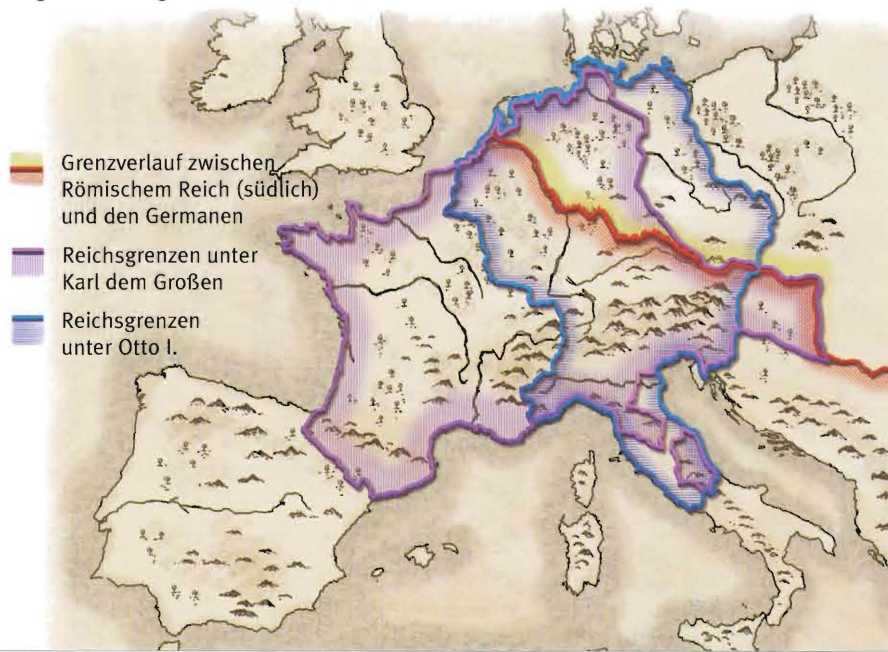 Grenzverlauf zwischen
Römischem Reich (südlich)
und den Germanen
Reichsgrenzen unter
Karl dem Großen
Reichsgrenzen
unter Otto I.